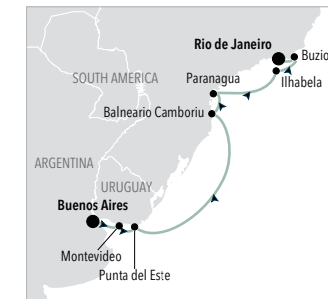 Rio de Janeiro
Buzio
Paranagua
Ilhabela
SOUTH AMERICA
Balneario Camboriu
ARGENTINA
URUGUAY
Buenos Aires
Montevideo
Punta del Este